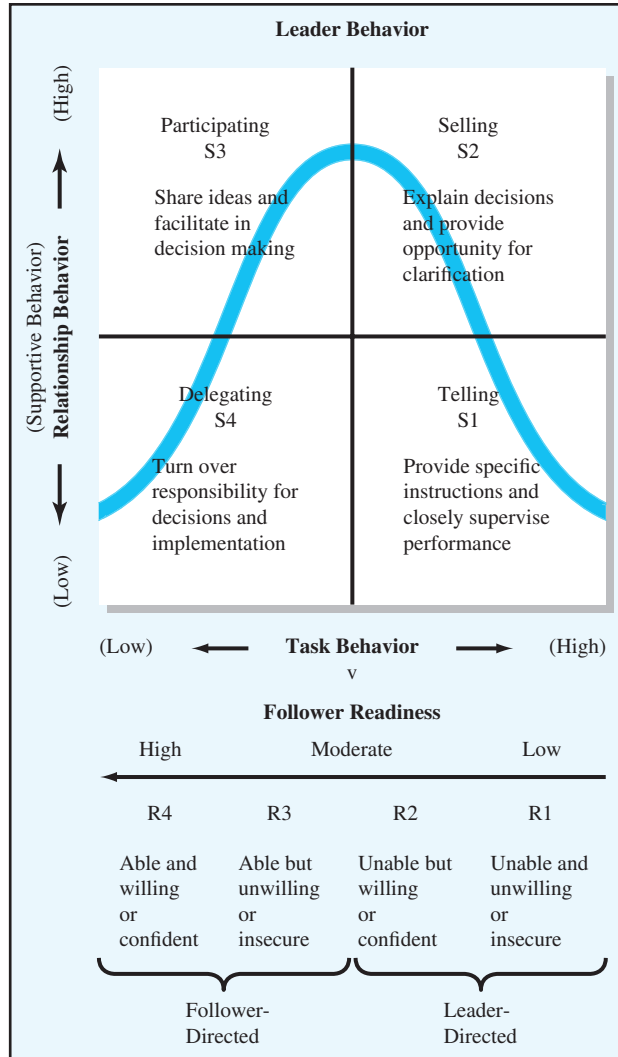 Leader Behavior
(High)
(Supportive Behavior)
Relationship Behavior
(Low)
Participating
S3
Share ideas and
facilitate in
decision making
Selling
S2
Explain decisions
and provide
opportunity for
clarification
Delegating
S4
Turn over
responsibility for
decisions and
implementation
Telling
S1
Provide specific
instructions and
closely supervise
performance
(Low) Task Behavior (High)
v
Follower Readiness
High Moderate Low
R4 R3 R2 R1
Able and
willing
or
confident
Able but
unwilling
or
insecure
Unable but
willing
or
confident
Unable and
unwilling
or
insecure
Follower-
Directed
Leader-
Directed